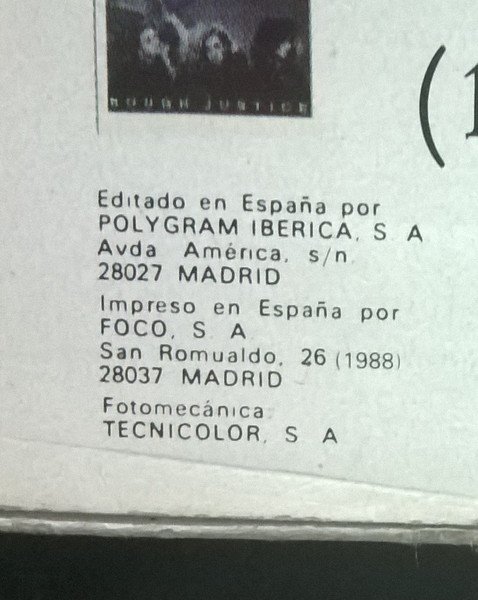 ROUGH JUSTICE
(1
Editado en España por
POLYGRAM IBERICA, S. A
Avda América, s/n.
28027 MADRID
Impreso en España por
FOCO, S. A.
San Romualdo, 26 (1988)
28037 MADRID
Fotomecánica
TECNICOLOR, S A